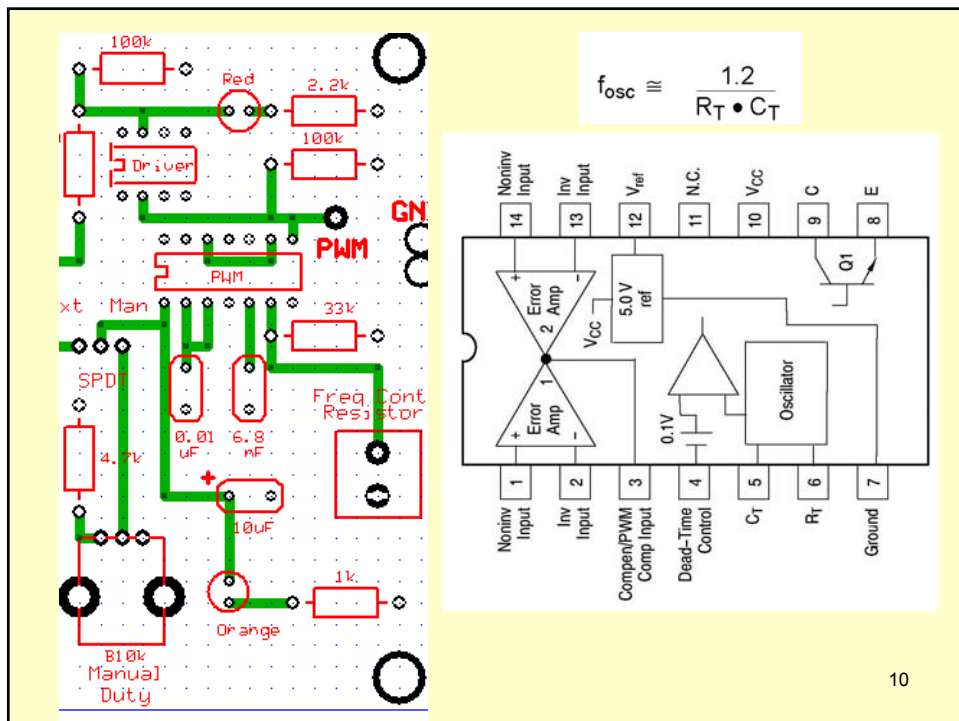 100k
Red
2.2k
100k
Driver
GN
PWM
PWM
xt Man
33k
SPDT
Freq Cont
Resistor
0.01
uF
6.8
nF
4.7k
+
10uF
1k
Orange
B10k
Manual
Duty
fosc ≅ 1.2 / RT • CT
Noninv
Input
Inv
Input
Vref
N.C.
VCC
C
E
14
13
12
11
10
9
8
+
−
Error
Amp
2
VCC
5.0 V
ref
Q1
1
Error
Amp
+
−
0.1V
Oscillator
1
2
3
4
5
6
7
Noninv
Input
Inv
Input
Compen/PWM
Comp Input
Dead–Time
Control
CT
RT
Ground
10